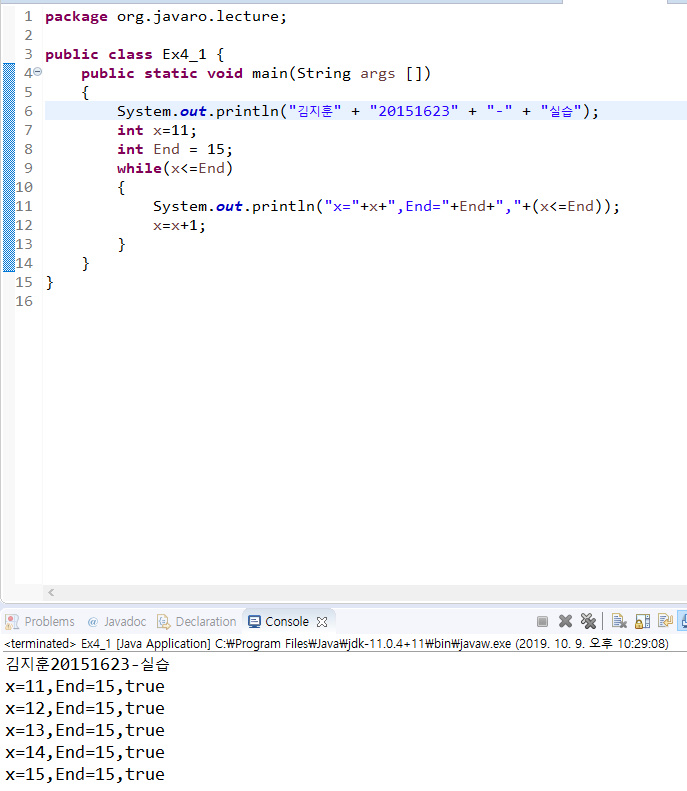 1 package org.javaro.lecture;
2
3 public class Ex4_1 {
4 public static void main(String args [])
5 {
6 System.out.println("김지훈" + "20151623" + "-" + "실습");
7 int x=11;
8 int End = 15;
9 while(x<=End)
10 {
11 System.out.println("x="+x+",End="+End+","+(x<=End));
12 x=x+1;
13 }
14 }
15 }
16
Problems @ Javadoc Declaration Console
<terminated> Ex4_1 [Java Application] C:₩Program Files₩Java₩jdk-11.0.4+11₩bin₩javaw.exe (2019. 10. 9. 오후 10:29:08)
김지훈20151623-실습
x=11,End=15,true
x=12,End=15,true
x=13,End=15,true
x=14,End=15,true
x=15,End=15,true